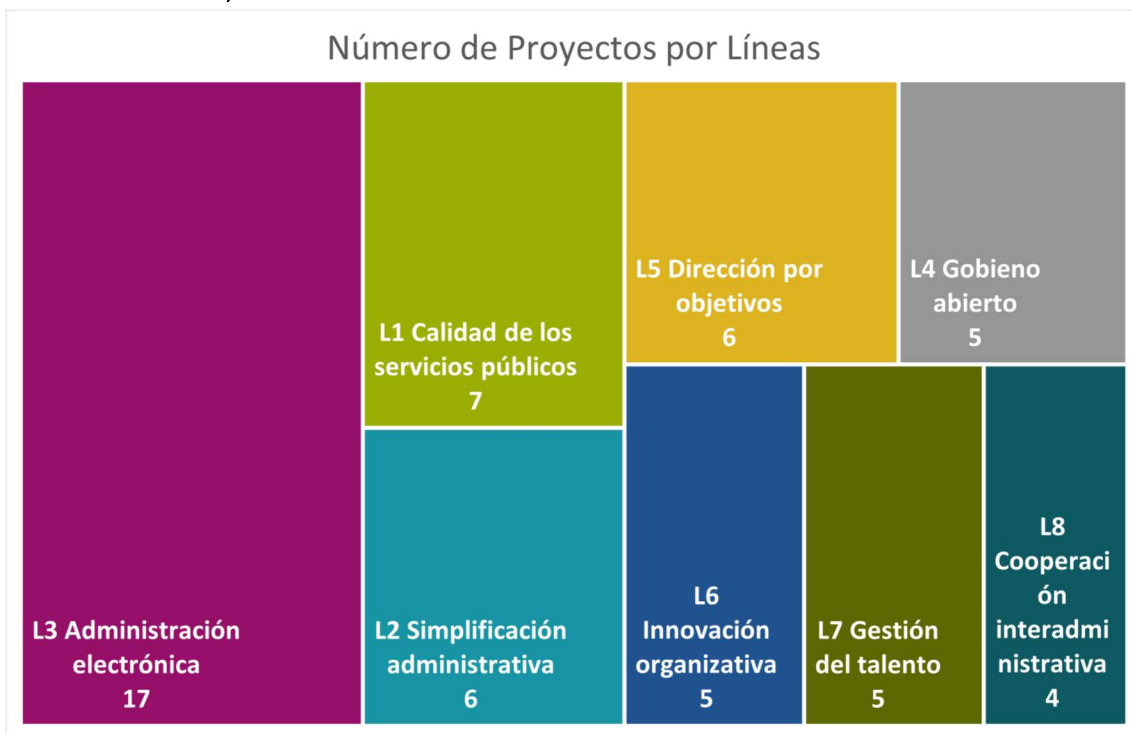 Número de Proyectos por Líneas
L3 Administración
electrónica
17
L1 Calidad de los
servicios públicos
7
L2 Simplificación
administrativa
6
L5 Dirección por
objetivos
6
L4 Gobieno
abierto
5
L6
Innovación
organizativa
5
L7 Gestión
del talento
5
L8
Cooperaci
ón
interadmi
nistrativa
4